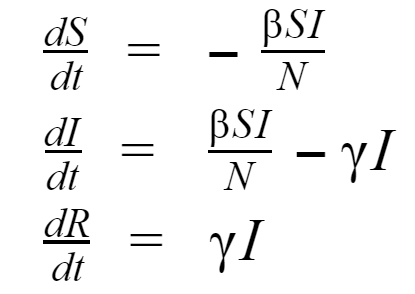 dS/dt = − βSI/N
dI/dt = βSI/N − γI
dR/dt = γI